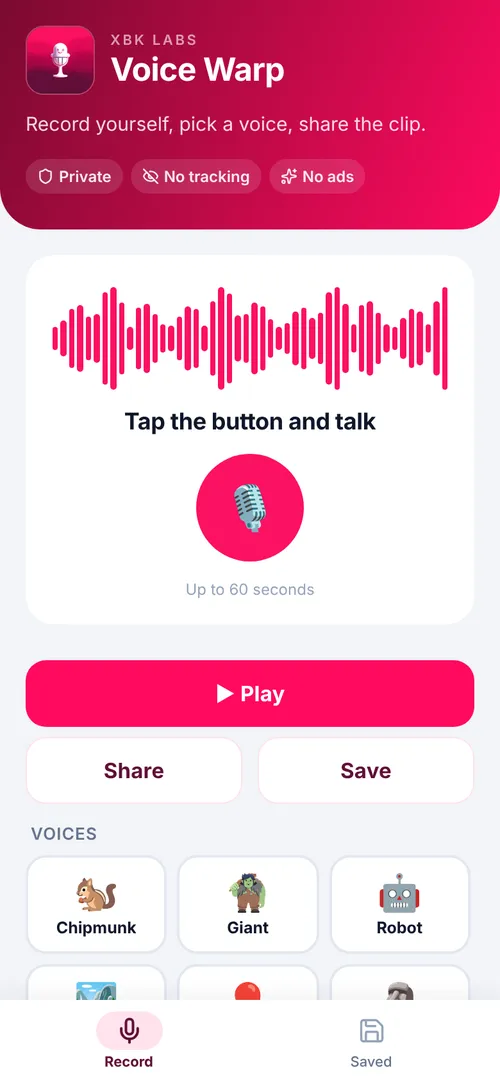 XBK LABS
Voice Warp
Record yourself, pick a voice, share the clip.
Private
No tracking
No ads
Tap the button and talk
Up to 60 seconds
▶ Play
Share
Save
VOICES
Chipmunk
Giant
Robot
Record
Saved